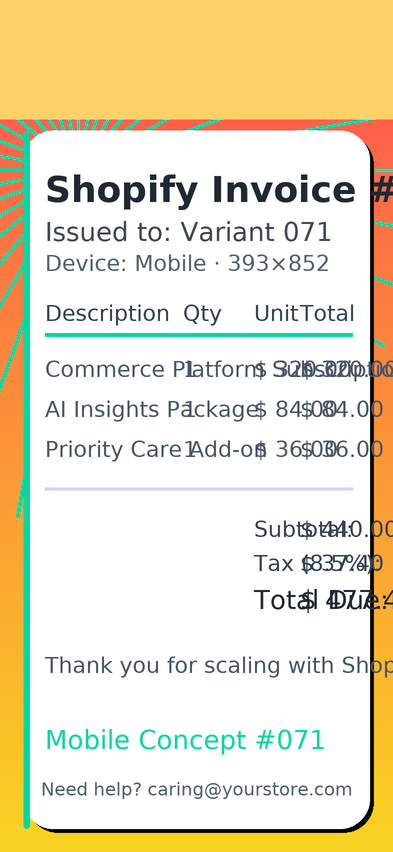 Shopify Invoice #
Issued to: Variant 071
Device: Mobile · 393×852
Description Qty Unit Total
Commerce Platform Subscription 1 $ 320.00 $ 320.00
AI Insights Package 1 $ 84.00 $ 84.00
Priority Care Add-on 1 $ 36.00 $ 36.00
Subtotal: $ 440.00
Tax (8.5%): $ 37.40
Total Due: $ 477.4
Thank you for scaling with Shop
Mobile Concept #071
Need help? caring@yourstore.com